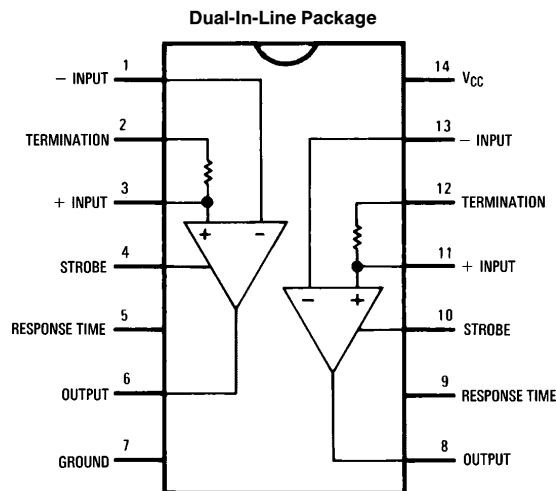 Dual-In-Line Package
1
– INPUT
2
TERMINATION
3
+ INPUT
4
STROBE
5
RESPONSE TIME
6
OUTPUT
7
GROUND
14
VCC
13
– INPUT
12
TERMINATION
11
+ INPUT
10
STROBE
9
RESPONSE TIME
8
OUTPUT
+ –
– +